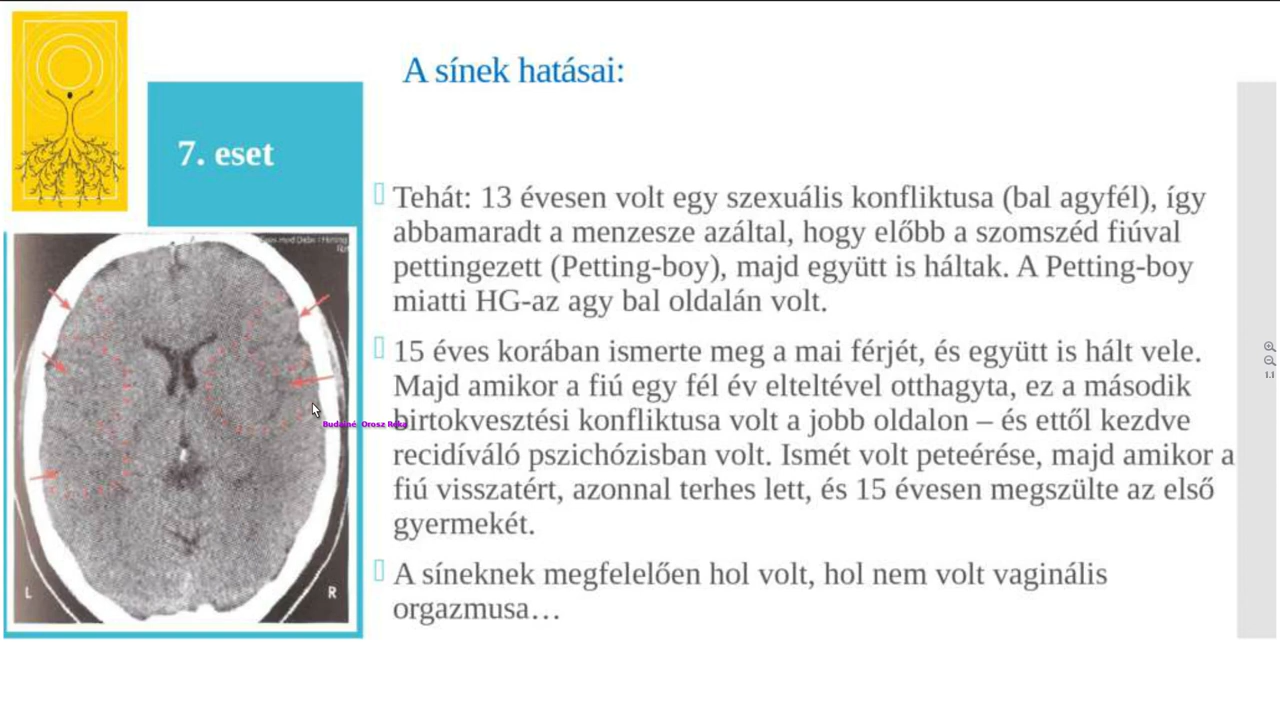 A sínek hatásai:
7. eset
Tehát: 13 évesen volt egy szexuális konfliktusa (bal agyfél), így
abbamaradt a menzesze azáltal, hogy előbb a szomszéd fiúval
pettingezett (Petting-boy), majd együtt is háltak. A Petting-boy
miatti HG-az agy bal oldalán volt.
15 éves korában ismerte meg a mai férjét, és együtt is hált vele.
Majd amikor a fiú egy fél év elteltével otthagyta, ez a második
birtokvesztési konfliktusa volt a jobb oldalon – és ettől kezdve
recidíváló pszichózisban volt. Ismét volt peteérése, majd amikor a
fiú visszatért, azonnal terhes lett, és 15 évesen megszülte az első
gyermekét.
A síneknek megfelelően hol volt, hol nem volt vaginális
orgazmusa…
L
R
Budainé Orosz Réka
1:1